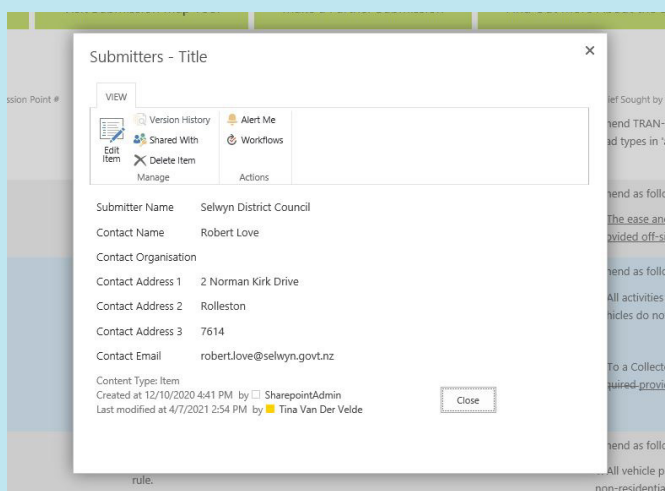 Submitters - Title
VIEW
Edit Item
Version History
Shared With
Delete Item
Manage
Alert Me
Workflows
Actions
Submitter Name Selwyn District Council
Contact Name Robert Love
Contact Organisation
Contact Address 1 2 Norman Kirk Drive
Contact Address 2 Rolleston
Contact Address 3 7614
Contact Email robert.love@selwyn.govt.nz
Content Type: Item
Created at 12/10/2020 4:41 PM by SharepointAdmin
Last modified at 4/7/2021 2:54 PM by Tina Van Der Velde
Close
ssion Point #
ief Sought by
nend TRAN-
ad types in 'a
nend as follo
The ease and
ovided off-si
nend as follo
All activities
hicles do no
To a Collecto
quired provid
nend as follo
All vehicle p
non-residentia
rule.